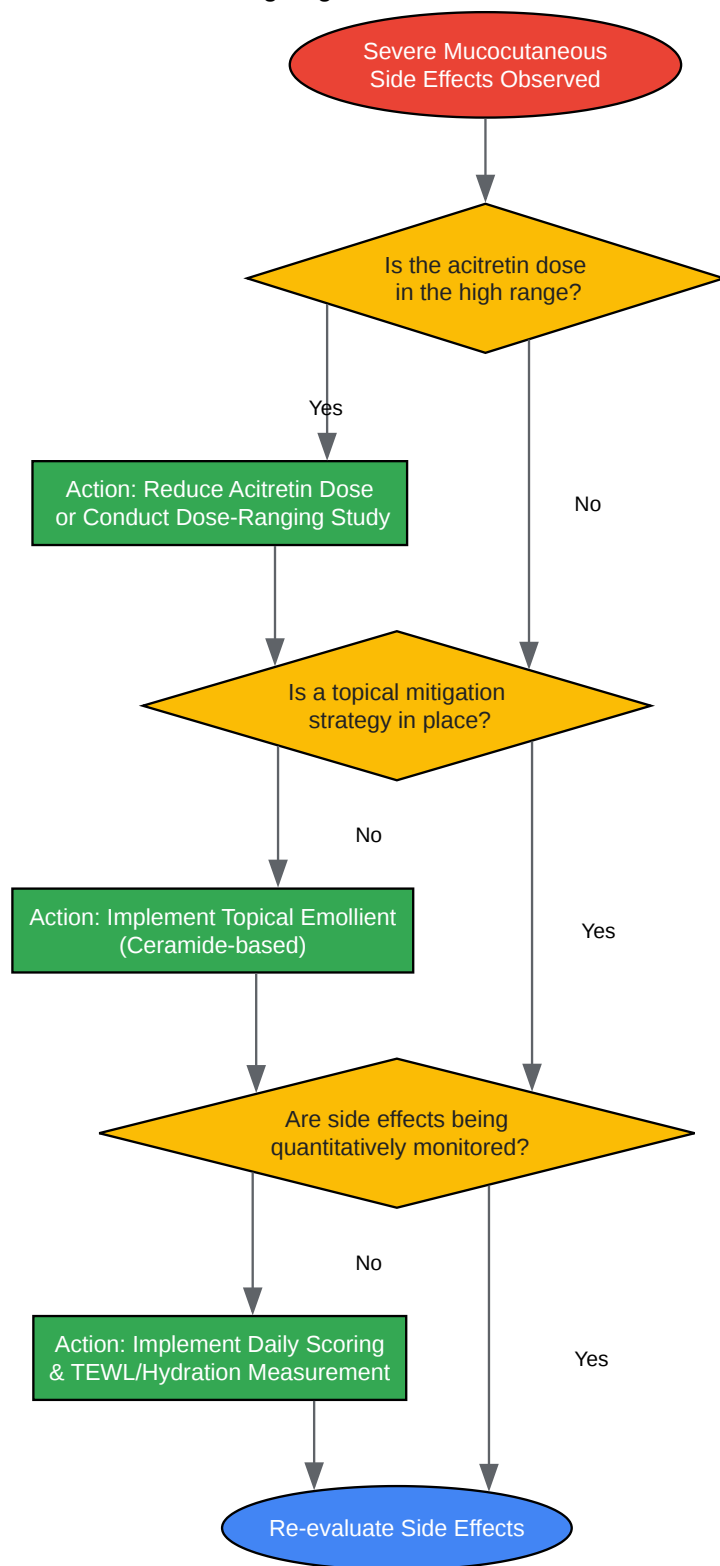 Severe Mucocutaneous
Side Effects Observed
Is the acitretin dose
in the high range?
Yes
Action: Reduce Acitretin Dose
or Conduct Dose-Ranging Study
No
Is a topical mitigation
strategy in place?
No
Action: Implement Topical Emollient
(Ceramide-based)
Yes
Are side effects being
quantitatively monitored?
No
Action: Implement Daily Scoring
& TEWL/Hydration Measurement
Yes
Re-evaluate Side Effects